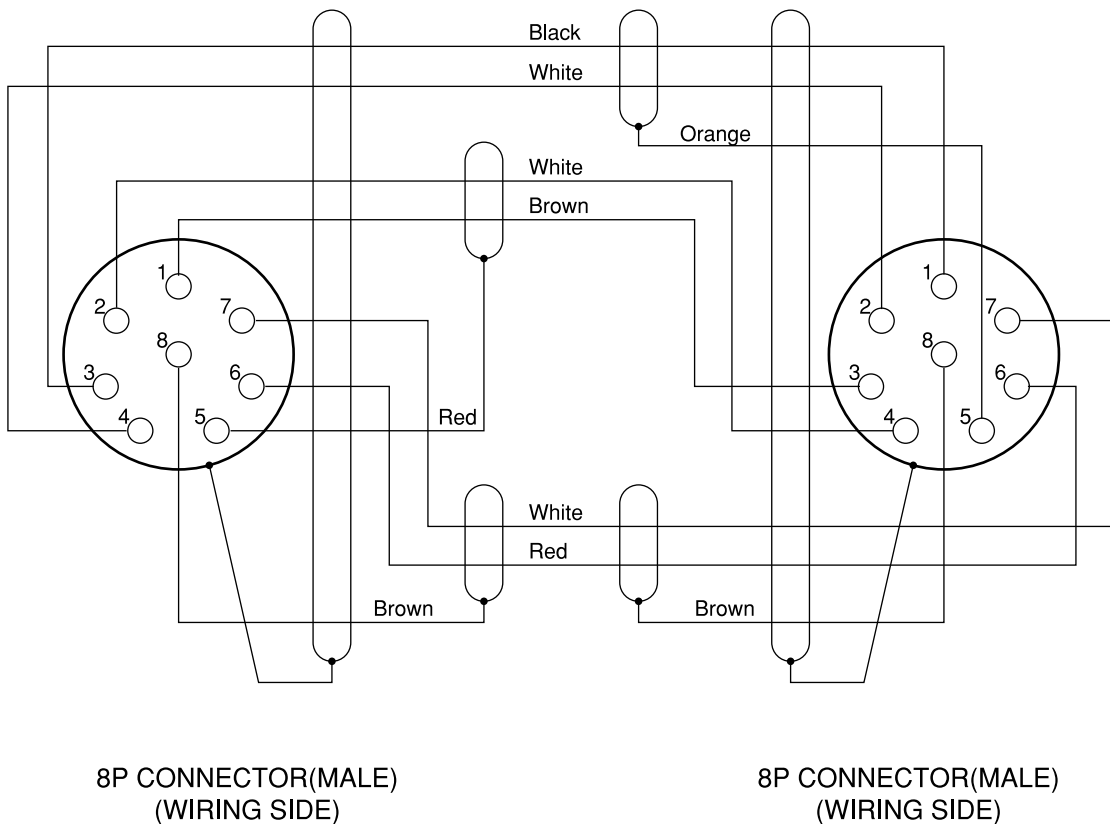 Black
White
Orange
White
Brown
1
2
7
8
3
6
4
5
1
2
7
8
3
6
4
5
Red
White
Red
Brown
Brown
8P CONNECTOR(MALE)
(WIRING SIDE)
8P CONNECTOR(MALE)
(WIRING SIDE)